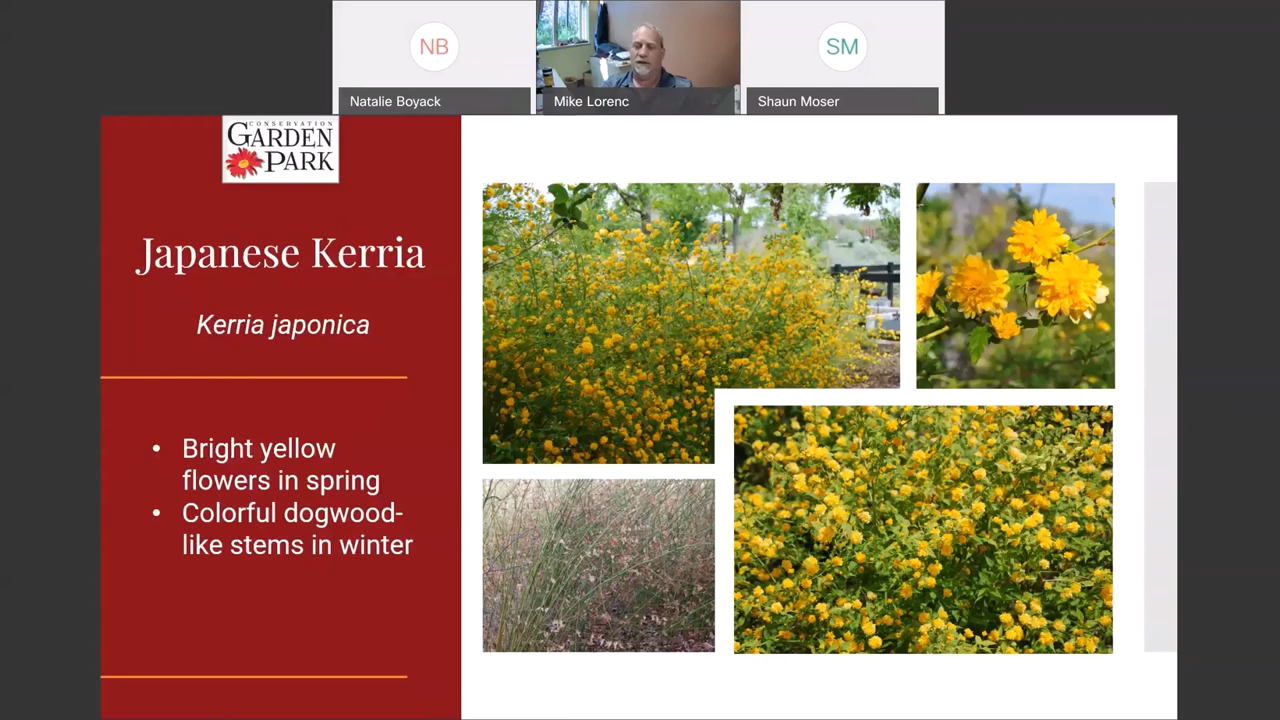 NB
SM
Natalie Boyack
Mike Lorenc
Shaun Moser
CONSERVATION
GARDEN
PARK
Japanese Kerria
Kerria japonica
• Bright yellow
flowers in spring
• Colorful dogwood-
like stems in winter